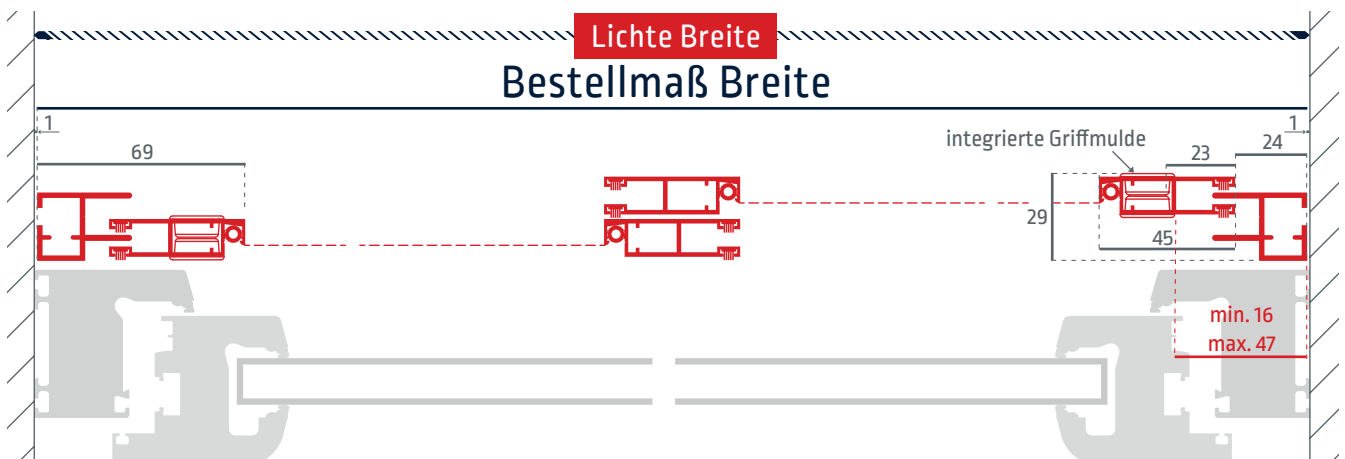 Lichte Breite
Bestellmaß Breite
1
1
69
integrierte Griffmulde
23
24
29
45
min. 16
max. 47